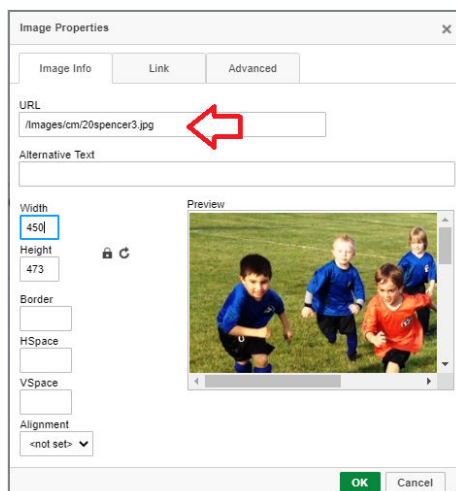 Image Properties
Image Info Link Advanced
URL
/Images/cm/20spencer3.jpg
Alternative Text
Width
450
Height
473
Border
HSpace
VSpace
Alignment
<not set>
Preview
OK Cancel